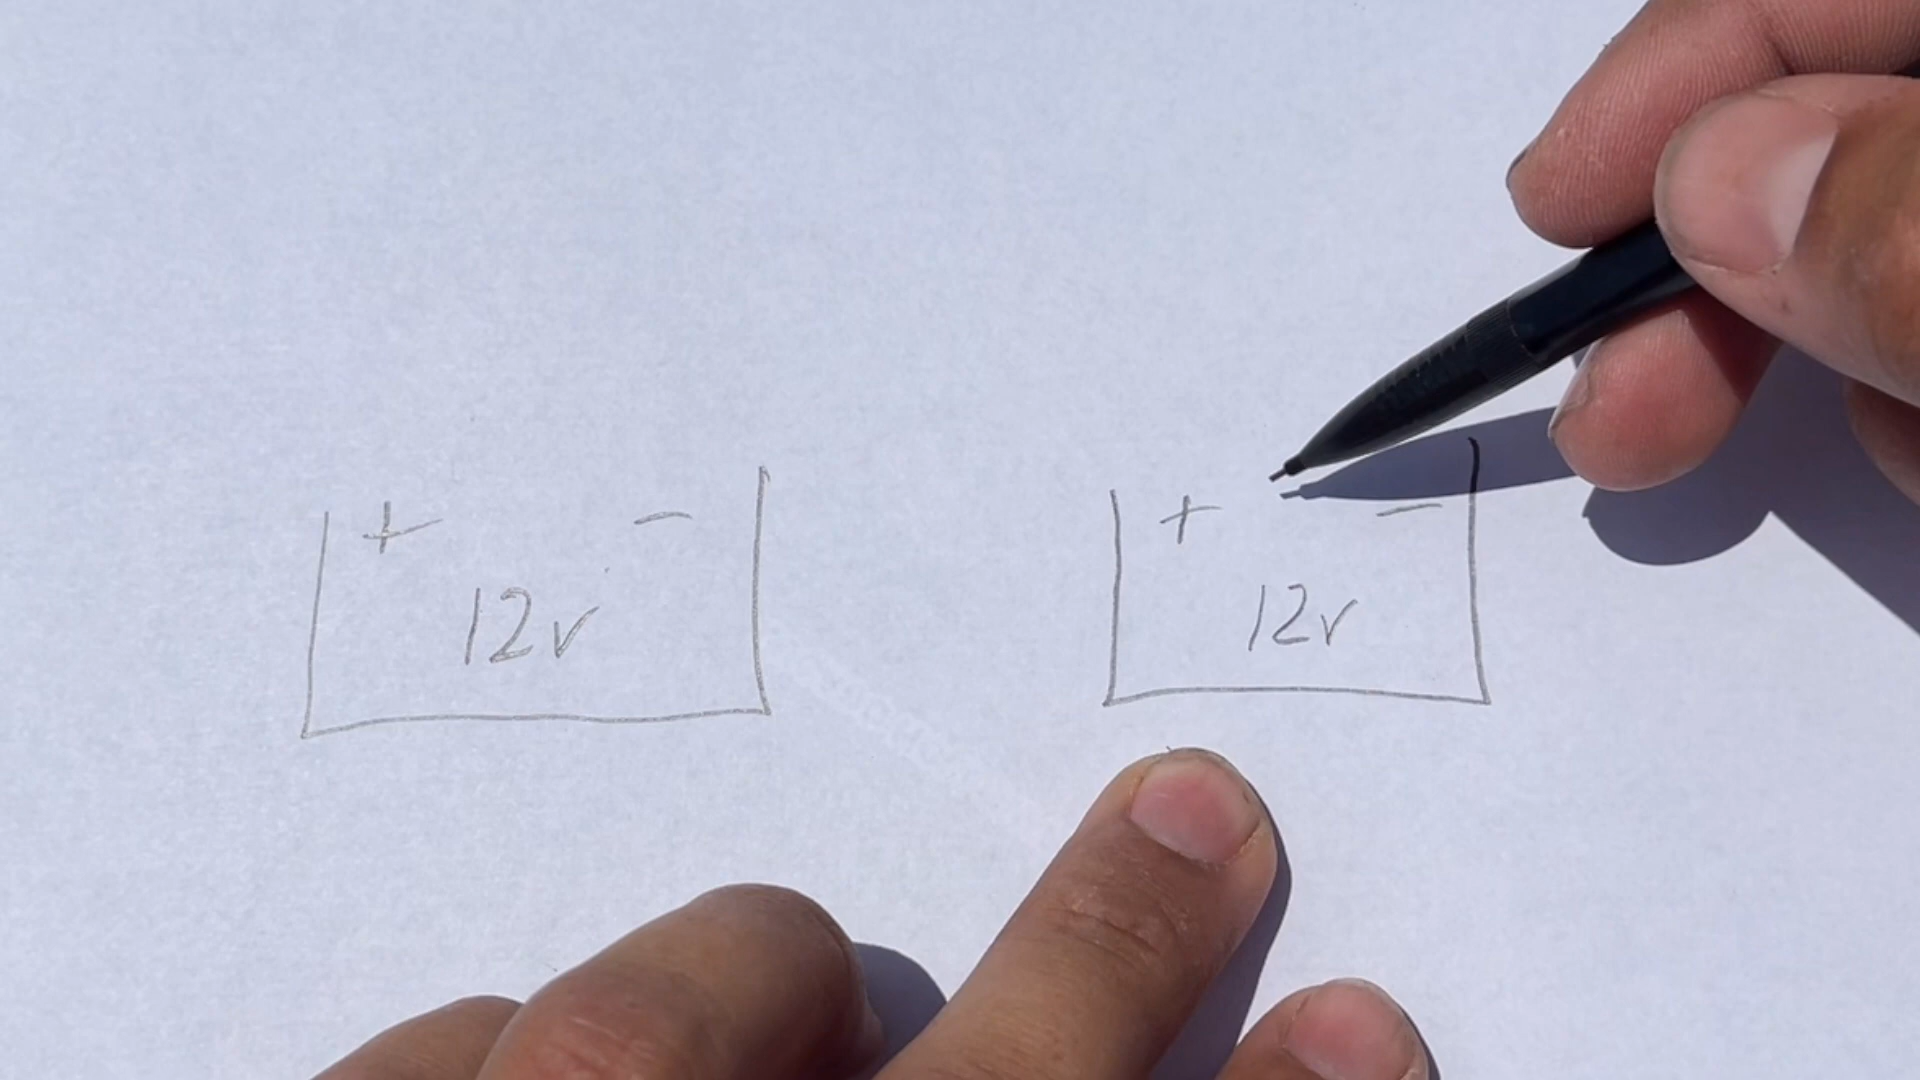 + - + -
12v 12v